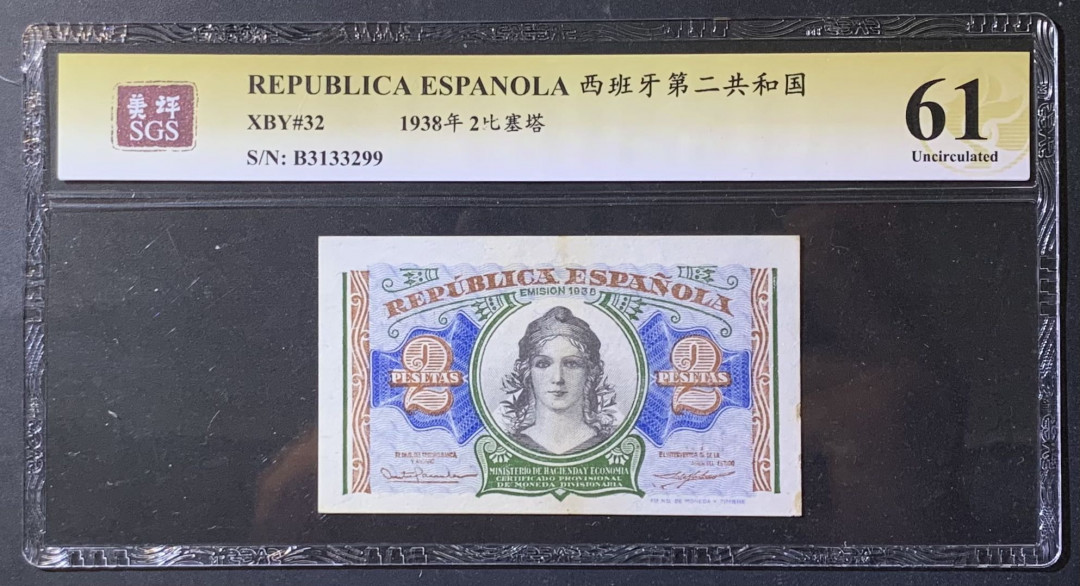 REPUBLICA ESPANOLA 西班牙第二共和国
美评
SGS
XBY#32 1938年 2比塞塔
S/N: B3133299
61
Uncirculated
REPÚBLICA ESPAÑOLA
EMISION 1938
2
PESETAS
2
PESETAS
MINISTERIO DE HACIENDA Y ECONOMIA
CERTIFICADO PROVISIONAL
DE MONEDA DIVISIONARIA